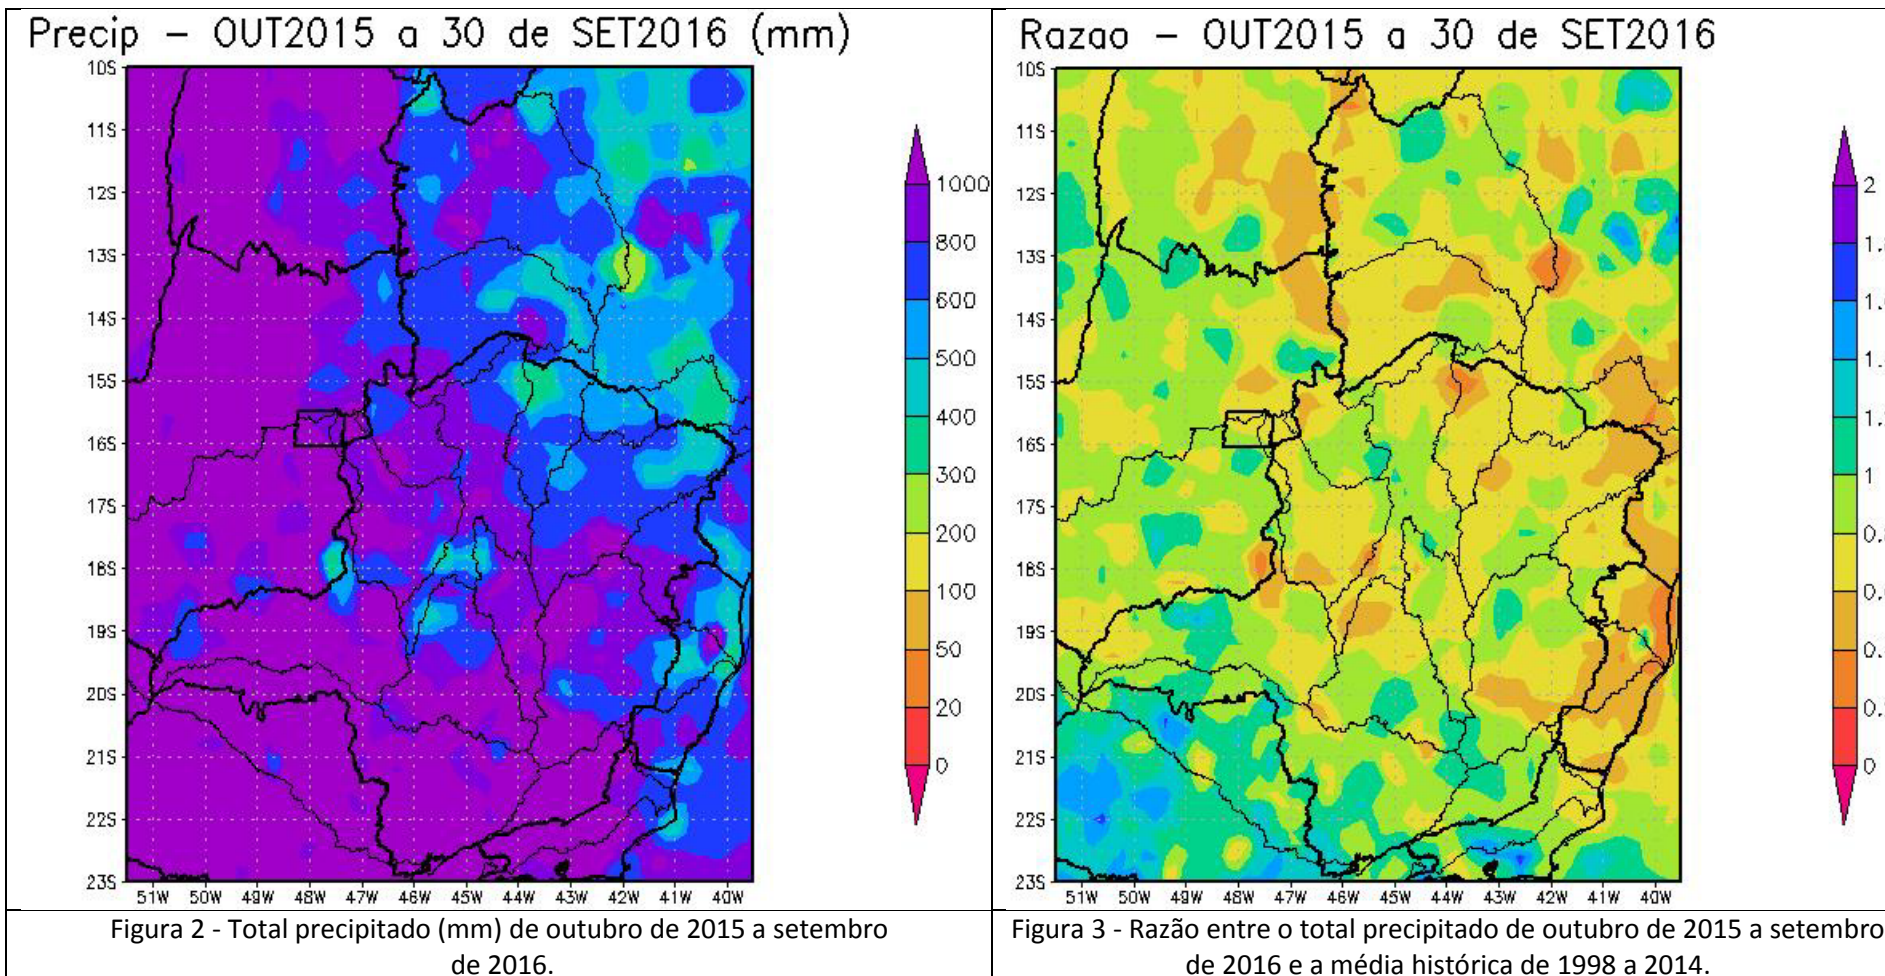 Precip – OUT2015 a 30 de SET2016 (mm)
10S
11S
12S
13S
14S
15S
16S
17S
18S
19S
20S
21S
22S
23S
51W 50W 49W 48W 47W 46W 45W 44W 43W 42W 41W 40W
1000
800
600
500
400
300
200
100
50
20
0
Figura 2 - Total precipitado (mm) de outubro de 2015 a setembro
de 2016.
Razao – OUT2015 a 30 de SET2016
10S
11S
12S
13S
14S
15S
16S
17S
18S
19S
20S
21S
22S
23S
51W 50W 49W 48W 47W 46W 45W 44W 43W 42W 41W 40W
2
1
0
Figura 3 - Razão entre o total precipitado de outubro de 2015 a setembro
de 2016 e a média histórica de 1998 a 2014.